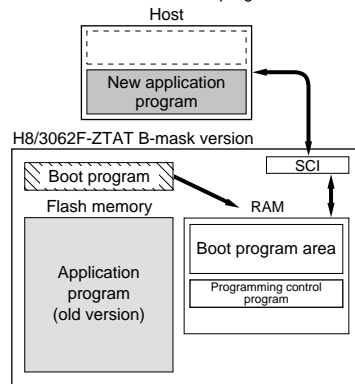 Host
New application
program
H8/3062F-ZTAT B-mask version
SCI
Boot program
Flash memory
RAM
Boot program area
Application
program
(old version)
Programming control
program